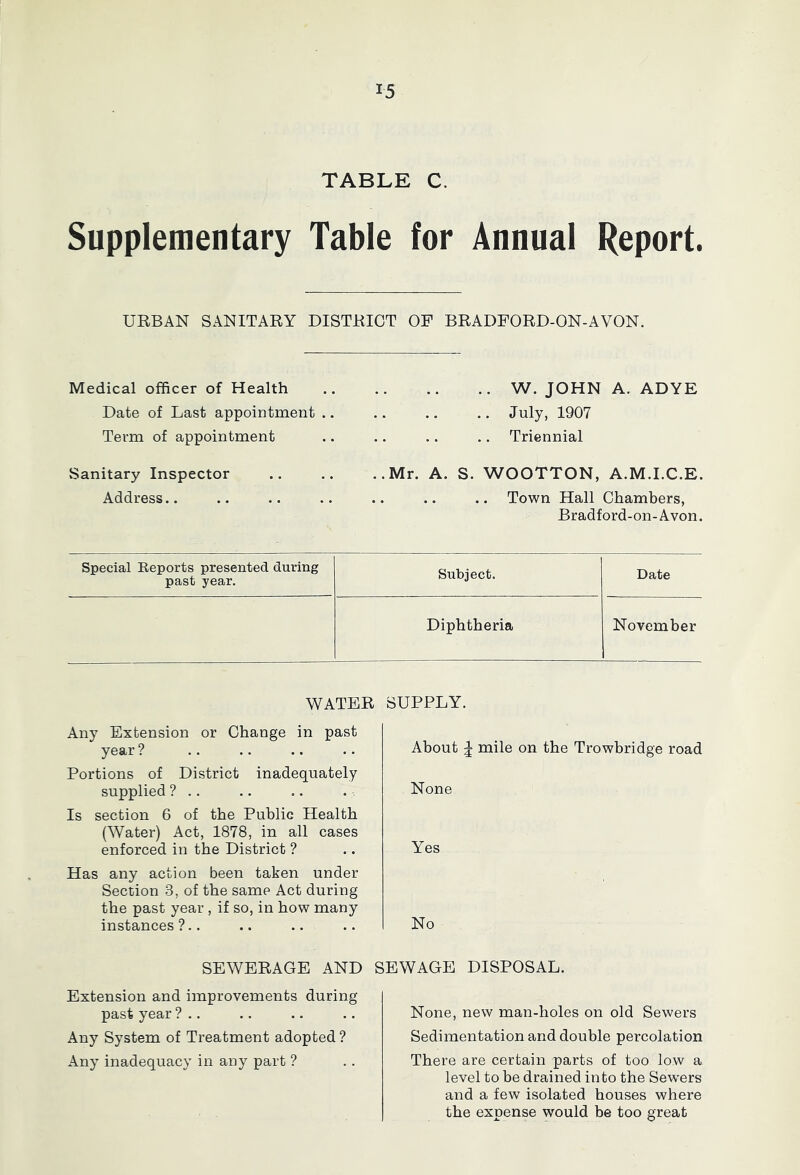 15
TABLE C.
Supplementary Table for Annual Report.
URBAN SANITARY DISTRICT OF BRADFORD-ON-AVON.
Medical officer of Health .. .. .. .. W. JOHN A. ADYE
Date of Last appointment .. .. .. .. July, 1907
Term of appointment .. .. .. .. Triennial
Sanitary Inspector .. .. ..Mr. A. S. WOOTTON, A.M.I.C.E.
Address.. .. .. .. .. .. .. Town Hall Chambers,
Bradford-on-Avon.
Special Reports presented during
past year.
Subject.
Date
Diphtheria
November
WATER SUPPLY.
Any Extension or Change in past
year? .. .. .. ..
About mile on the Trowbridge road
Portions of District inadequately
supplied? .. .. .. ..
None
Is section 6 of the Public Health
(Water) Act, 1878, in all cases
enforced in the District? ..
Yes
Has any action been taken under
Section 3, of the same Act during
the past year, if so, in how many
instances?.. .. .. ..
No
SEWERAGE AND SEWAGE DISPOSAL.
Extension and improvements during
past year? .. .. .. ..
None, new man-holes on old Sewers
Any System of Treatment adopted?
Sedimentation and double percolation
Any inadequacy in any part? ..
There are certain parts of too low a
level to be drained into the Sewers
and a few isolated houses where
the expense would be too great